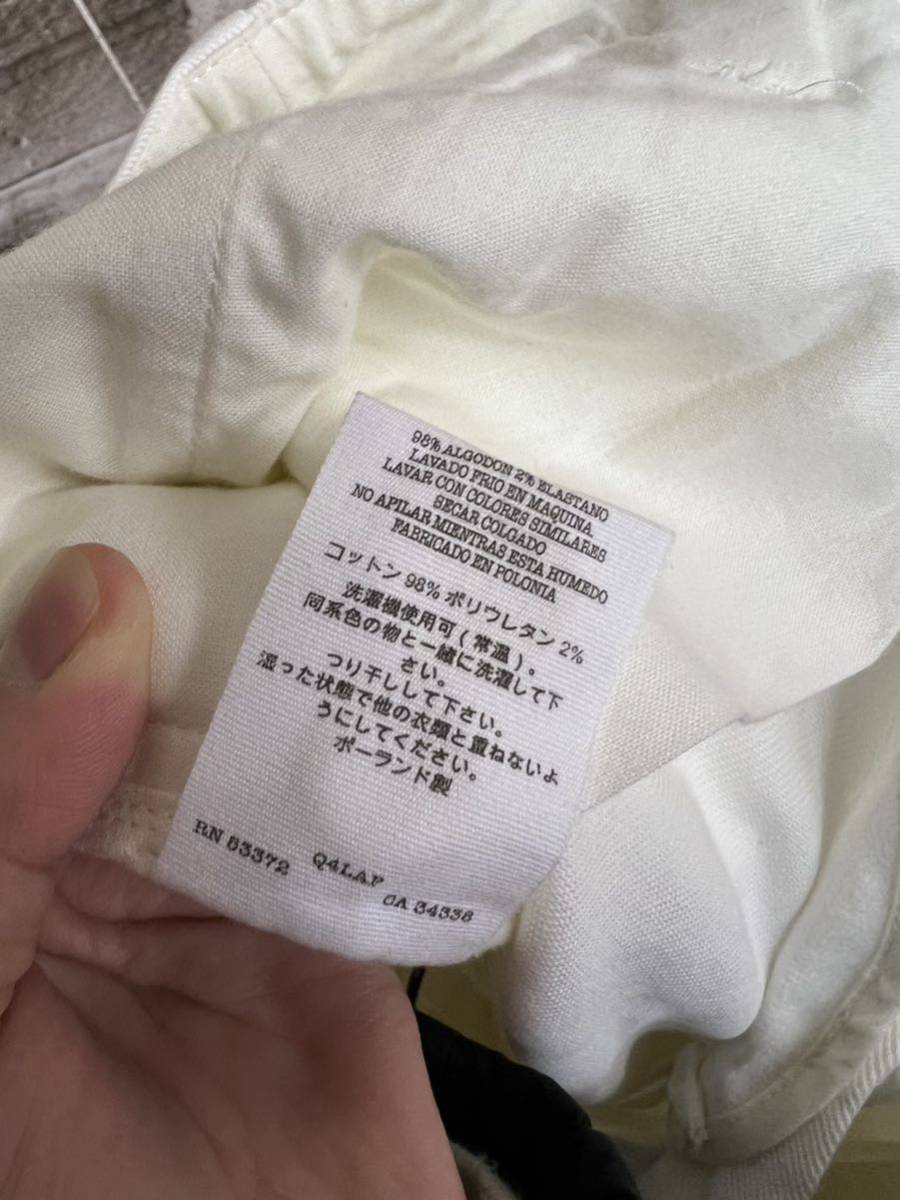 98% ALGODON 2% ELASTANO
LAVADO FRIO EN MAQUINA.
LAVAR CON COLORES SIMILARES
SECAR COLGADO
NO APILAR MIENTRAS ESTA HUMEDO
FABRICADO EN POLONIA
コットン 98% ポリウレタン 2%
洗濯機使用可(常温)。
同系色の物と一緒に洗濯して下
さい。
つり干しして下さい。
湿った状態で他の衣類と重ねないよ
うにしてください。
ポーランド製
RN 53372 Q4LAP CA 34338